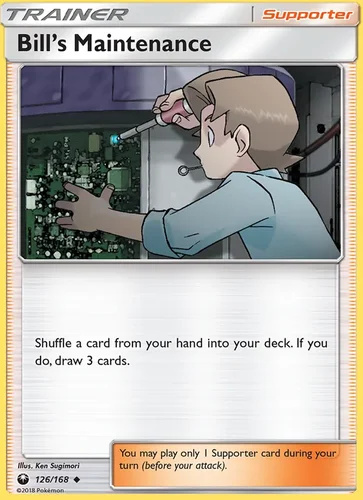 TRAINER
Supporter
Bill's Maintenance
Shuffle a card from your hand into your deck. If you
do, draw 3 cards.
Illus. Ken Sugimori
126/168 ◆
©2018 Pokémon
You may play only 1 Supporter card during your
turn (before your attack).